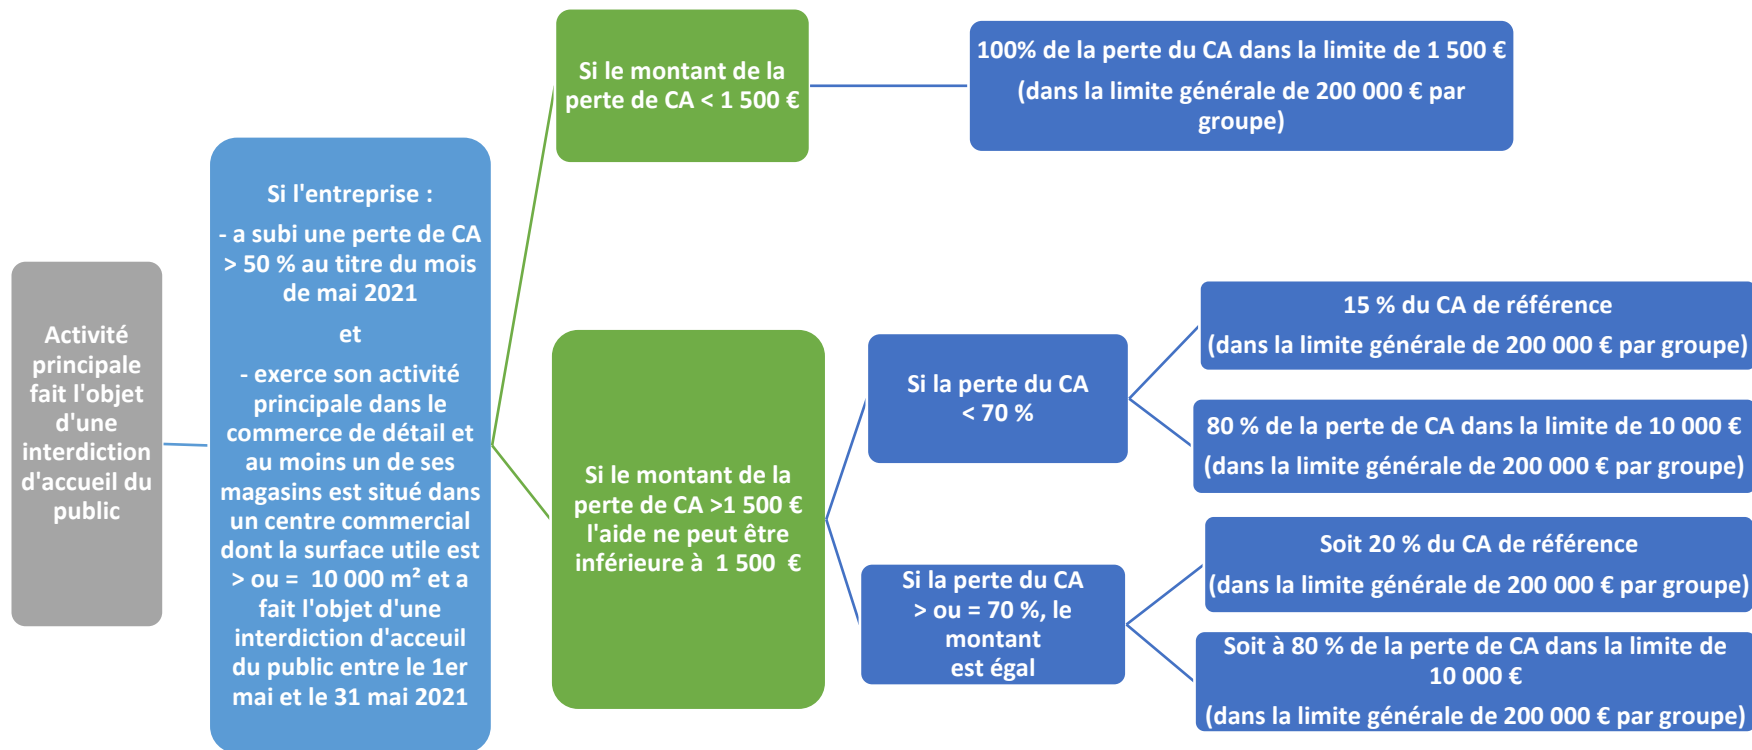 Activité
principale
fait l'objet
d'une
interdiction
d'accueil du
public
Si l'entreprise :
- a subi une perte de CA
> 50 % au titre du mois
de mai 2021
et
- exerce son activité
principale dans le
commerce de détail et
au moins un de ses
magasins est situé dans
un centre commercial
dont la surface utile est
> ou = 10 000 m² et a
fait l'objet d'une
interdiction d'acceuil
du public entre le 1er
mai et le 31 mai 2021
Si le montant de la
perte de CA < 1 500 €
100% de la perte du CA dans la limite de 1 500 €
(dans la limite générale de 200 000 € par
groupe)
Si le montant de la
perte de CA >1 500 €
l'aide ne peut être
inférieure à 1 500 €
Si la perte du CA
< 70 %
15 % du CA de référence
(dans la limite générale de 200 000 € par groupe)
80 % de la perte de CA dans la limite de 10 000 €
(dans la limite générale de 200 000 € par groupe)
Si la perte du CA
> ou = 70 %, le
montant
est égal
Soit 20 % du CA de référence
(dans la limite générale de 200 000 € par groupe)
Soit à 80 % de la perte de CA dans la limite de
10 000 €
(dans la limite générale de 200 000 € par groupe)